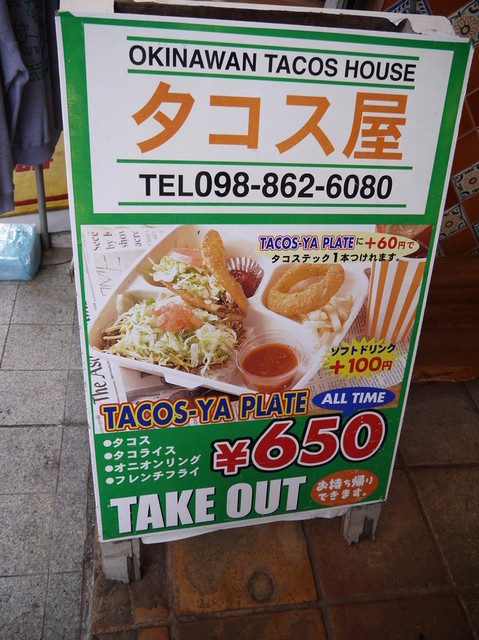 OKINAWAN TACOS HOUSE
タコス屋
TEL098-862-6080
TACOS-YA PLATEに+60円で
タコステック1本つけれます。
ソフトドリンク
+100円
TACOS-YA PLATE
ALL TIME
●タコス
●タコライス
●オニオンリング
●フレンチフライ
¥650
TAKE OUT
お持ち帰り
できます。